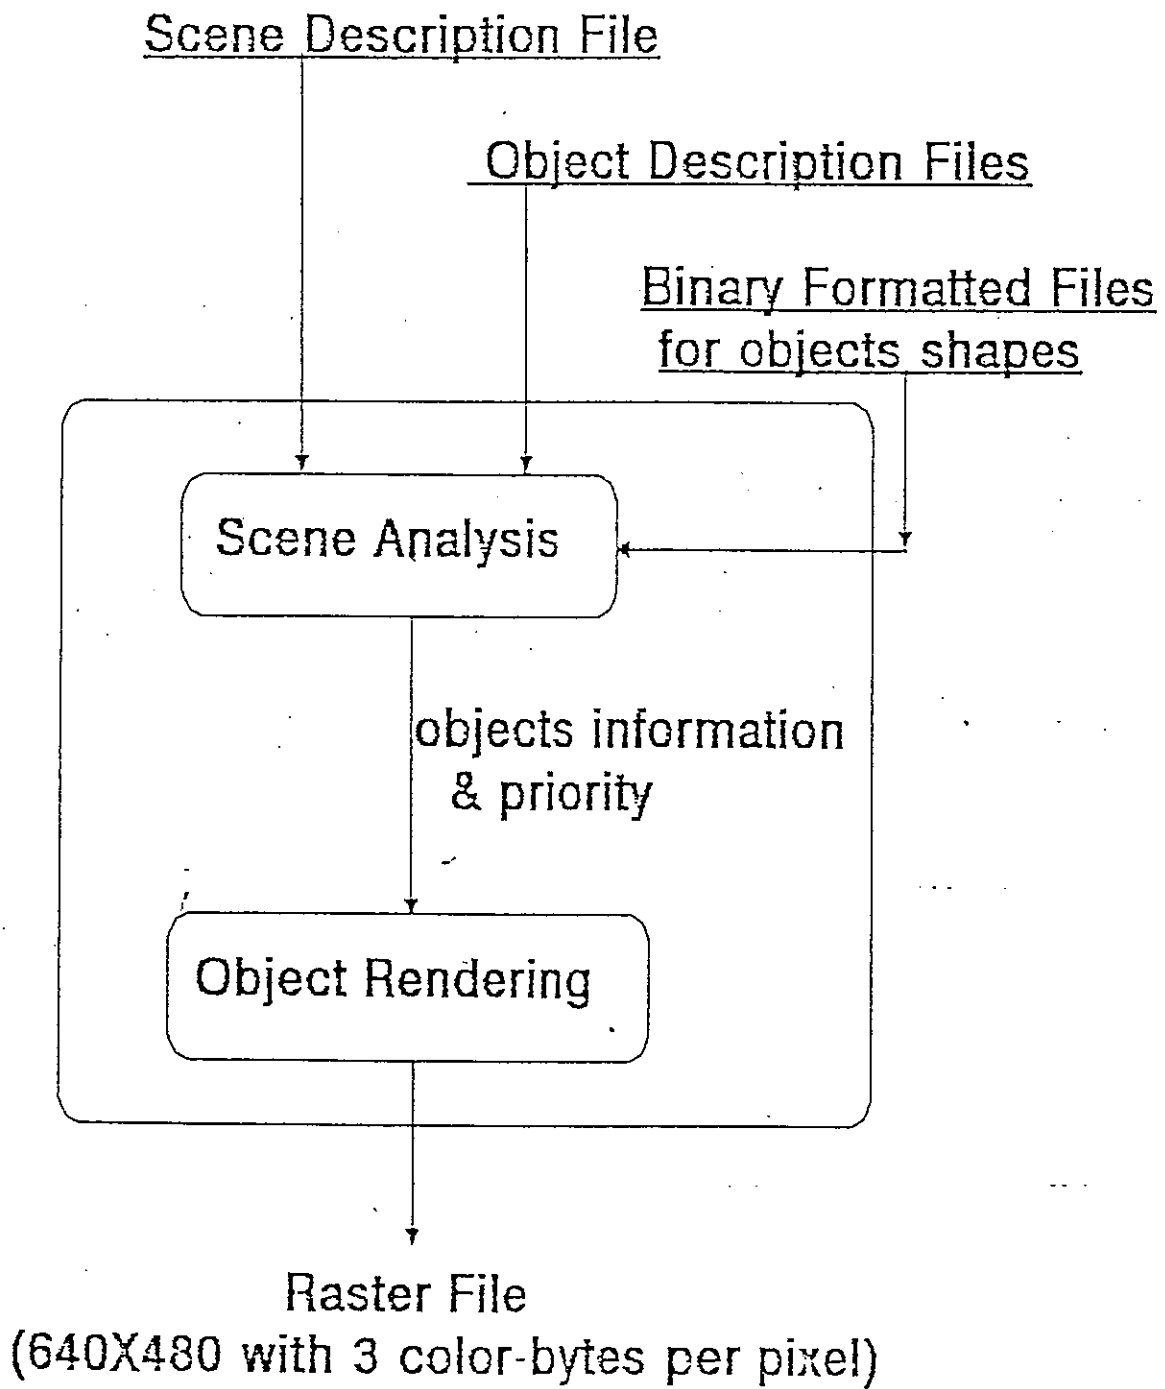 Scene Description File
Object Description Files
Binary Formatted Files
for objects shapes
Scene Analysis
objects information
& priority
Object Rendering
Raster File
(640X480 with 3 color-bytes per pixel)